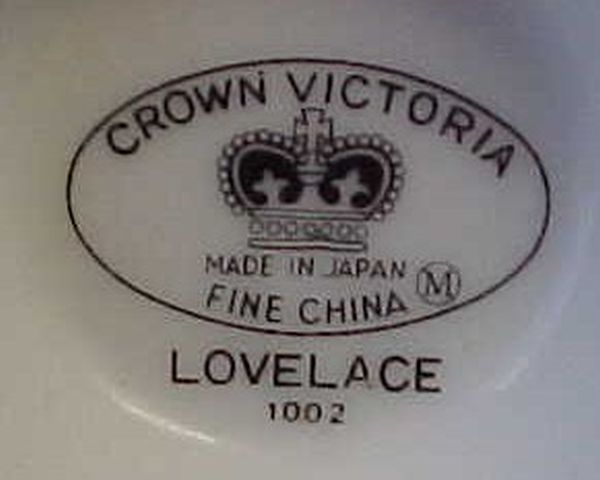 CROWN VICTORIA
MADE IN JAPAN
M
FINE CHINA
LOVELACE
1002